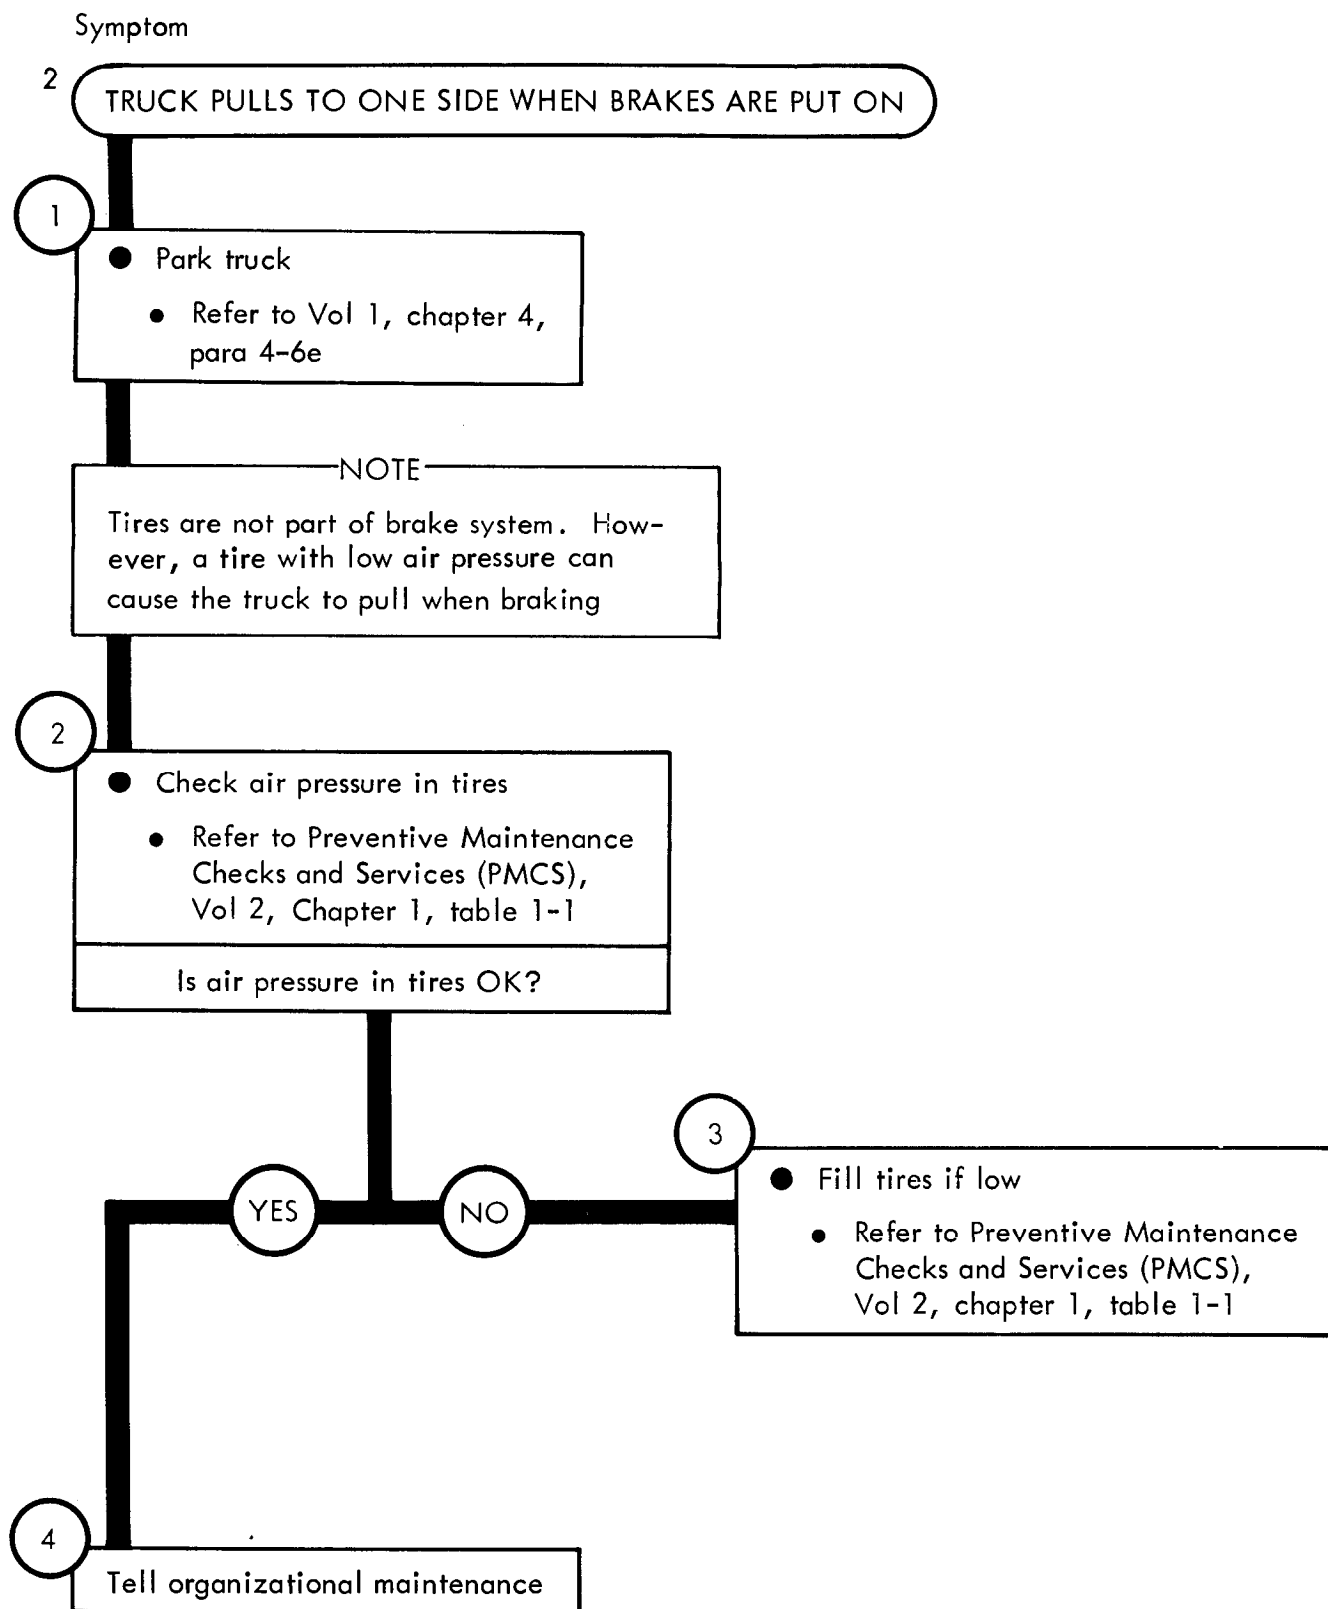 Symptom
2
TRUCK PULLS TO ONE SIDE WHEN BRAKES ARE PUT ON
1
● Park truck
● Refer to Vol 1, chapter 4,
para 4-6e
NOTE
Tires are not part of brake system. How-
ever, a tire with low air pressure can
cause the truck to pull when braking
2
● Check air pressure in tires
● Refer to Preventive Maintenance
Checks and Services (PMCS),
Vol 2, Chapter 1, table 1-1
Is air pressure in tires OK?
YES
NO
3
● Fill tires if low
● Refer to Preventive Maintenance
Checks and Services (PMCS),
Vol 2, chapter 1, table 1-1
4
Tell organizational maintenance